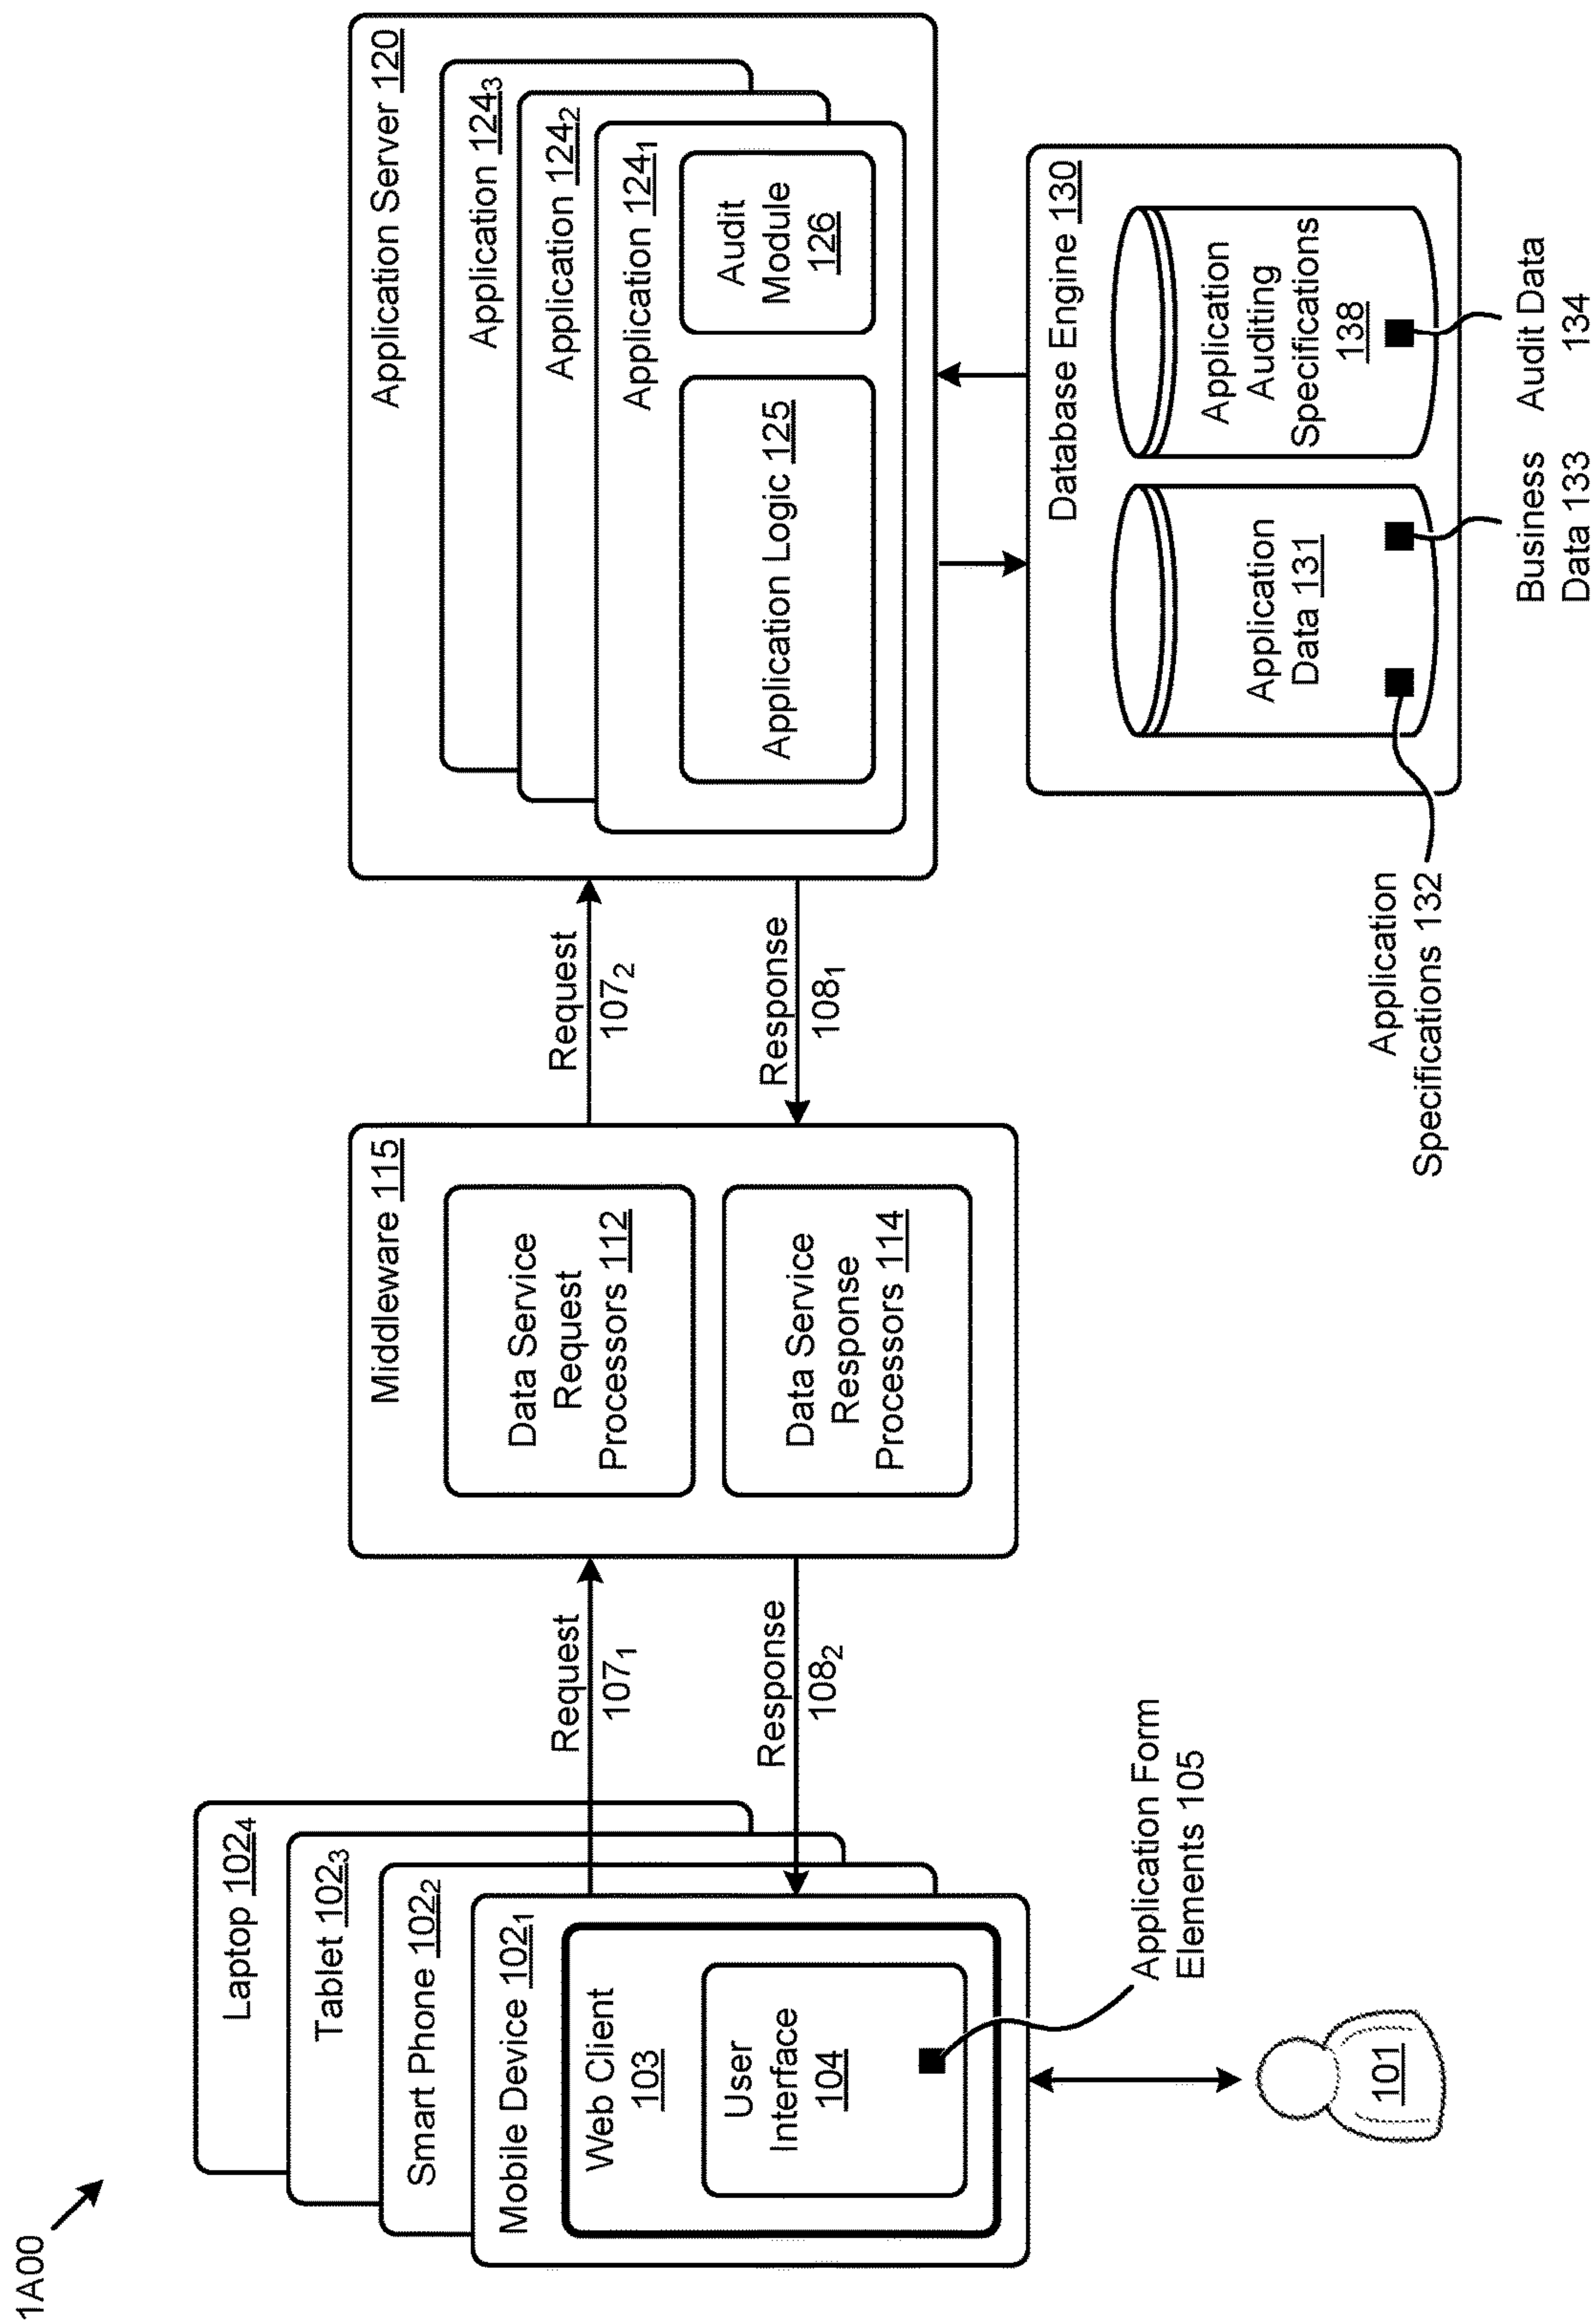 1A00
Laptop 102₄
Tablet 102₃
Smart Phone 102₂
Mobile Device 102₁
Web Client
103
User
Interface
104
Application Form
Elements 105
101
Request
107₁
Response
108₂
Middleware 115
Data Service
Request
Processors 112
Data Service
Response
Processors 114
Request
107₂
Response
108₁
Application Server 120
Application 124₃
Application 124₂
Application 124₁
Application Logic 125
Audit
Module
126
Database Engine 130
Application
Data 131
Application
Auditing
Specifications
138
Application
Specifications 132
Business
Data 133
Audit Data
134